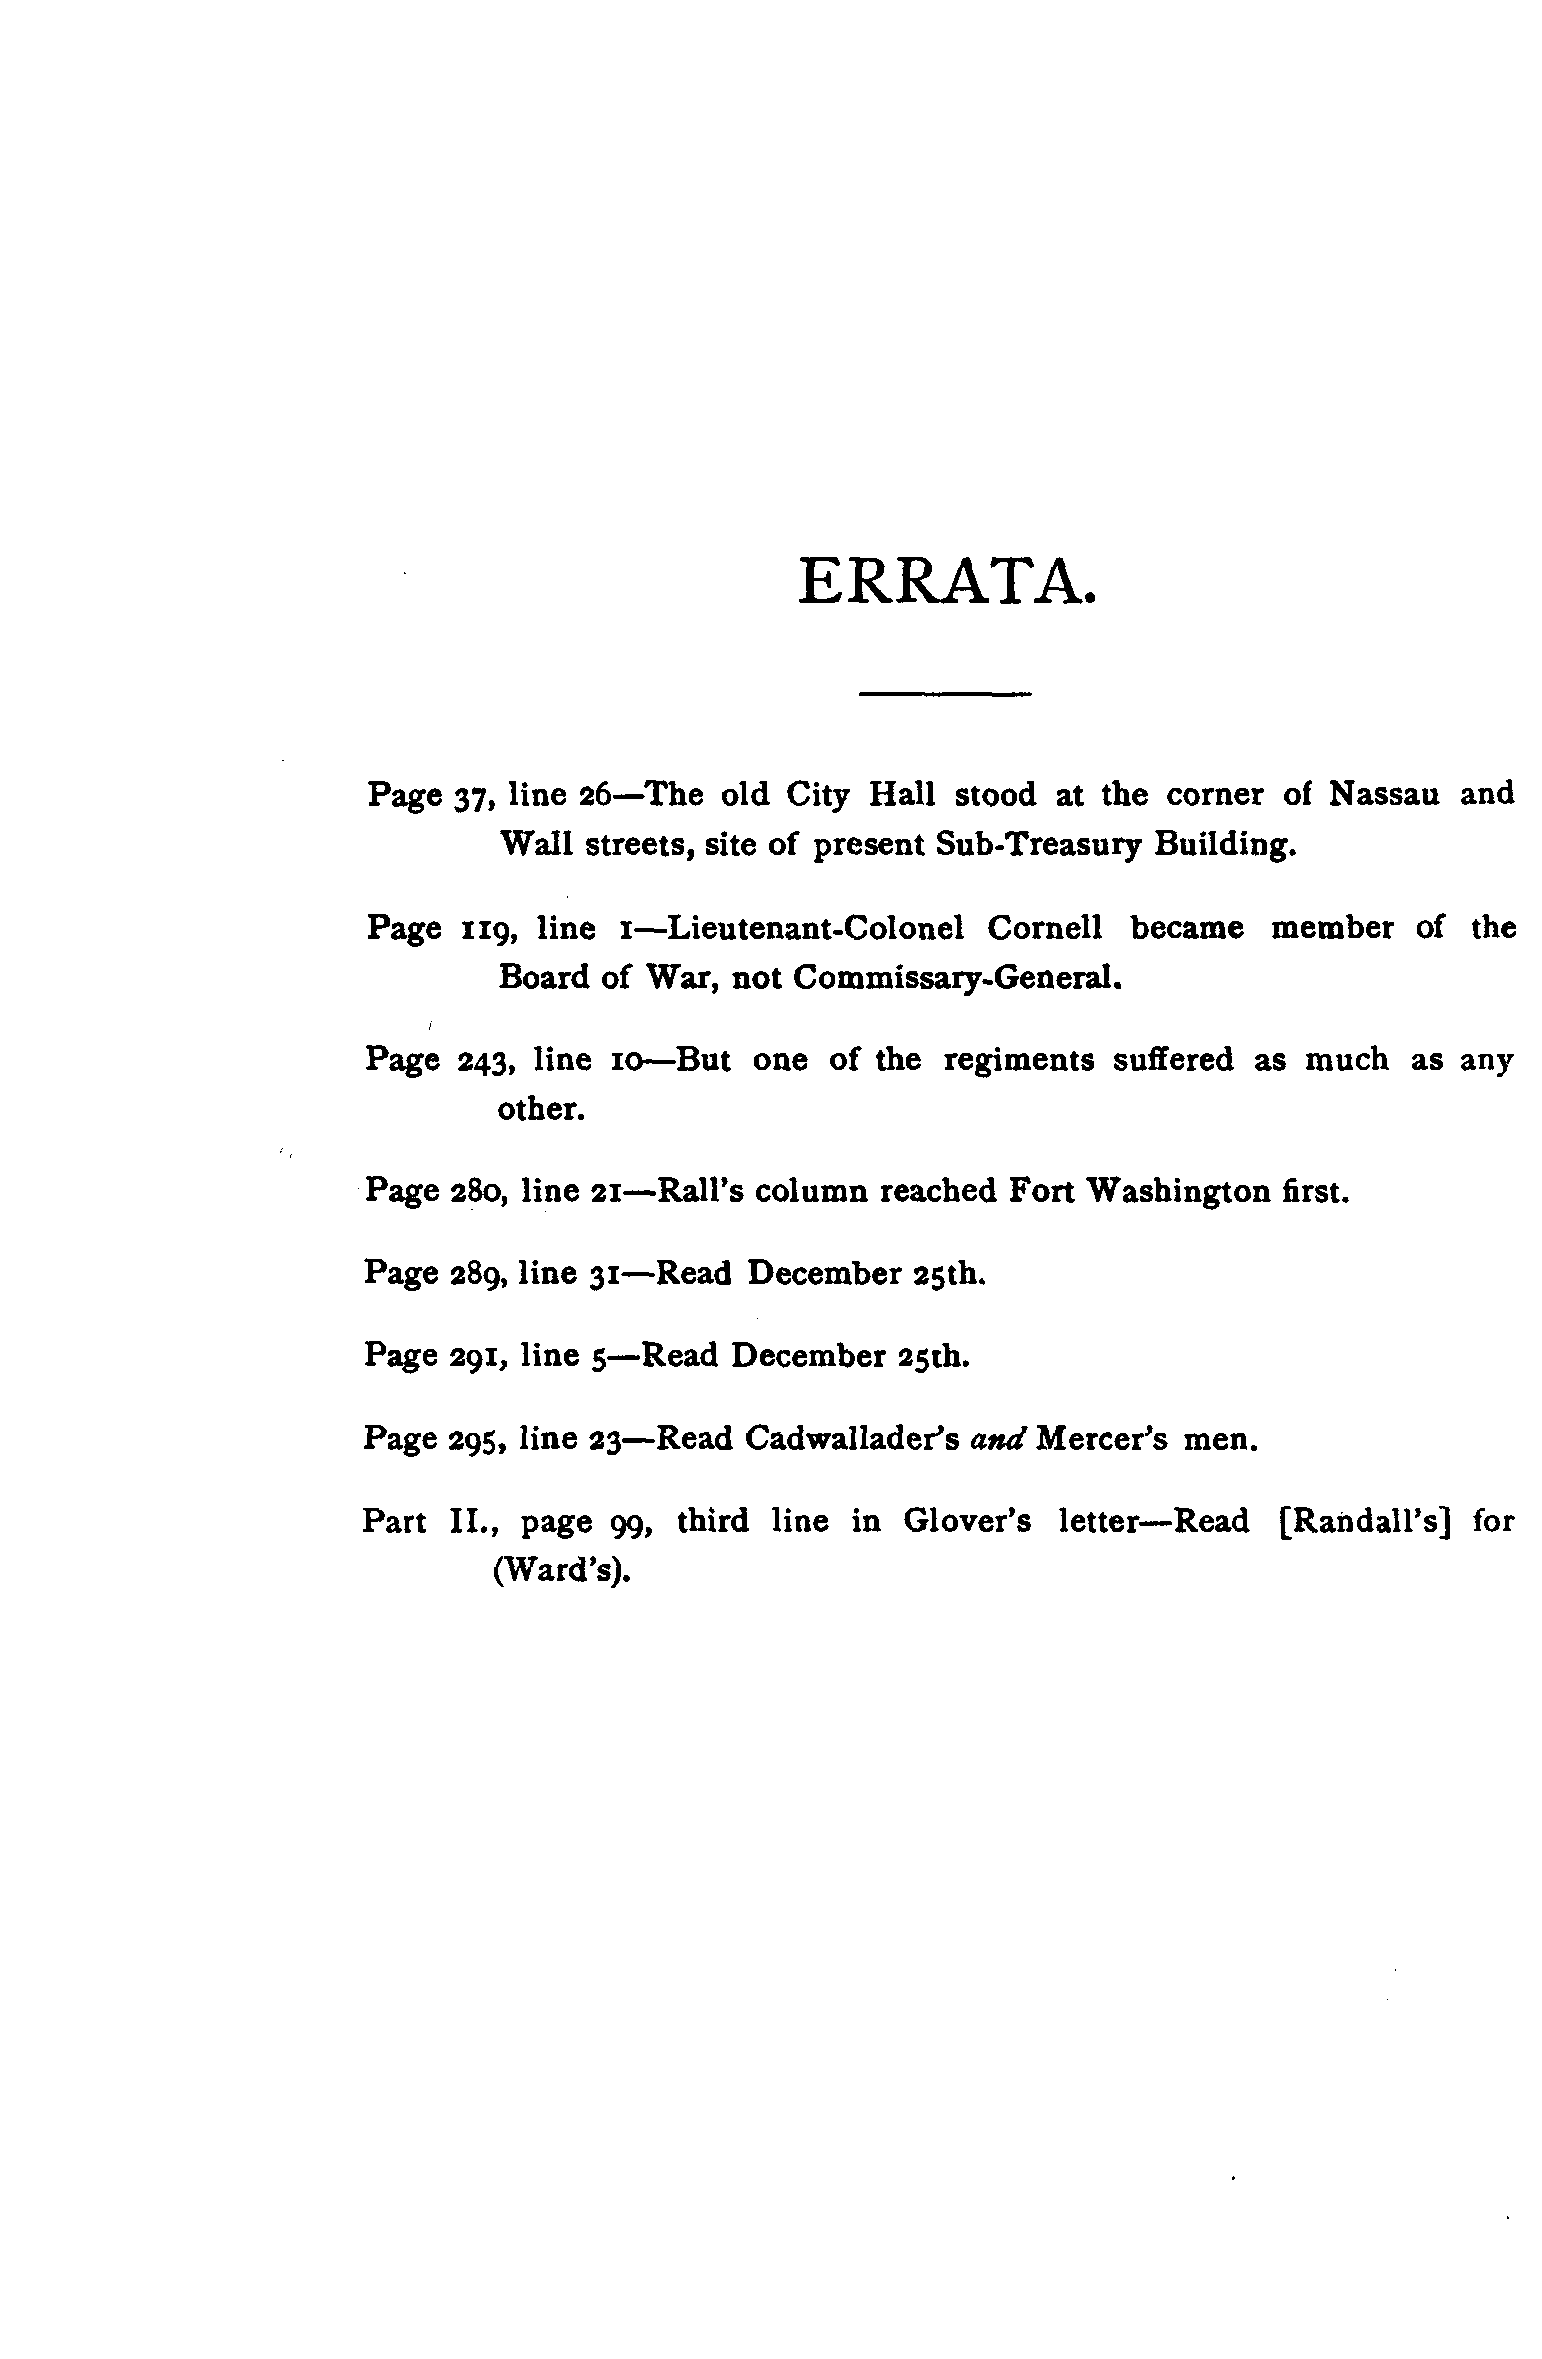 ERRATA.
Page 37, line 26—The old City Hall stood at the corner of Nassau and
Wall streets, site of present Sub-Treasury Building.
Page 119, line 1—Lieutenant-Colonel Cornell became member of the
Board of War, not Commissary-General.
Page 243, line 10—But one of the regiments suffered as much as any
other.
Page 280, line 21—Rall's column reached Fort Washington first.
Page 289, line 31—Read December 25th.
Page 291, line 5—Read December 25th.
Page 295, line 23—Read Cadwallader's and Mercer's men.
Part II., page 99, third line in Glover's letter—Read [Randall's] for
(Ward's).